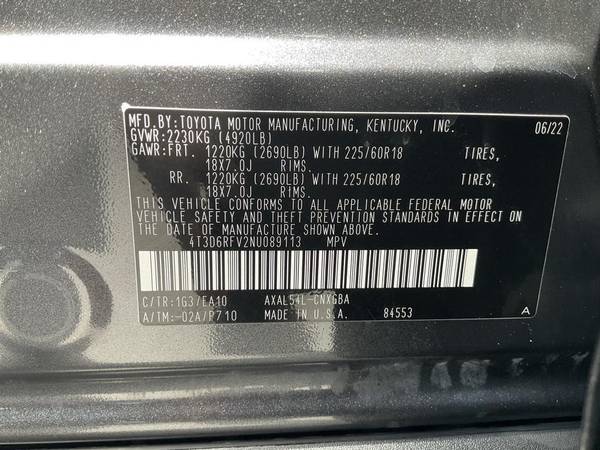 MFD.BY:TOYOTA MOTOR MANUFACTURING, KENTUCKY, INC. 06/22
GVWR:2230KG (4920LB)
GAWR:FRT. 1220KG (2690LB) WITH 225/60R18 TIRES,
18X7.0J RIMS.
RR. 1220KG (2690LB) WITH 225/60R18 TIRES,
18X7.0J RIMS.
THIS VEHICLE CONFORMS TO ALL APPLICABLE FEDERAL MOTOR
VEHICLE SAFETY AND THEFT PREVENTION STANDARDS IN EFFECT ON
THE DATE OF MANUFACTURE SHOWN ABOVE.
4T3D6RFV2NU089113 MPV
C/TR:1G3/EA10 AXAL54L-CNXGBA
A/TM:-02A/P710 MADE IN U.S.A. 84553 A